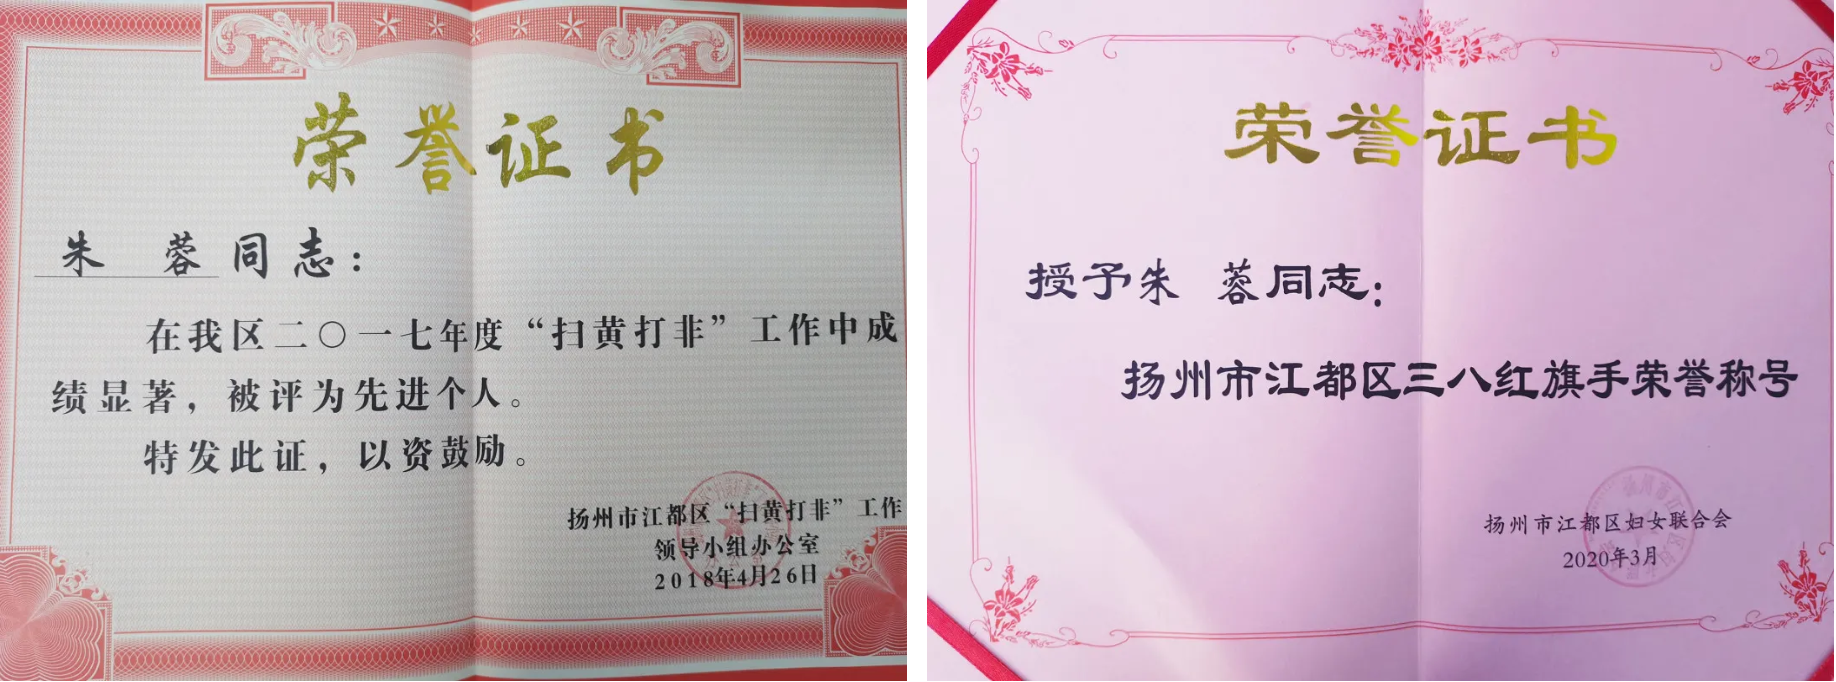 荣誉证书
朱 蓉同志：
在我区二〇一七年度“扫黄打非”工作中成
绩显著，被评为先进个人。
特发此证，以资鼓励。
扬州市江都区“扫黄打非”工作
领导小组办公室
2018年4月26日
荣誉证书
授予朱 蓉同志：
扬州市江都区三八红旗手荣誉称号
扬州市江都区妇女联合会
2020年3月